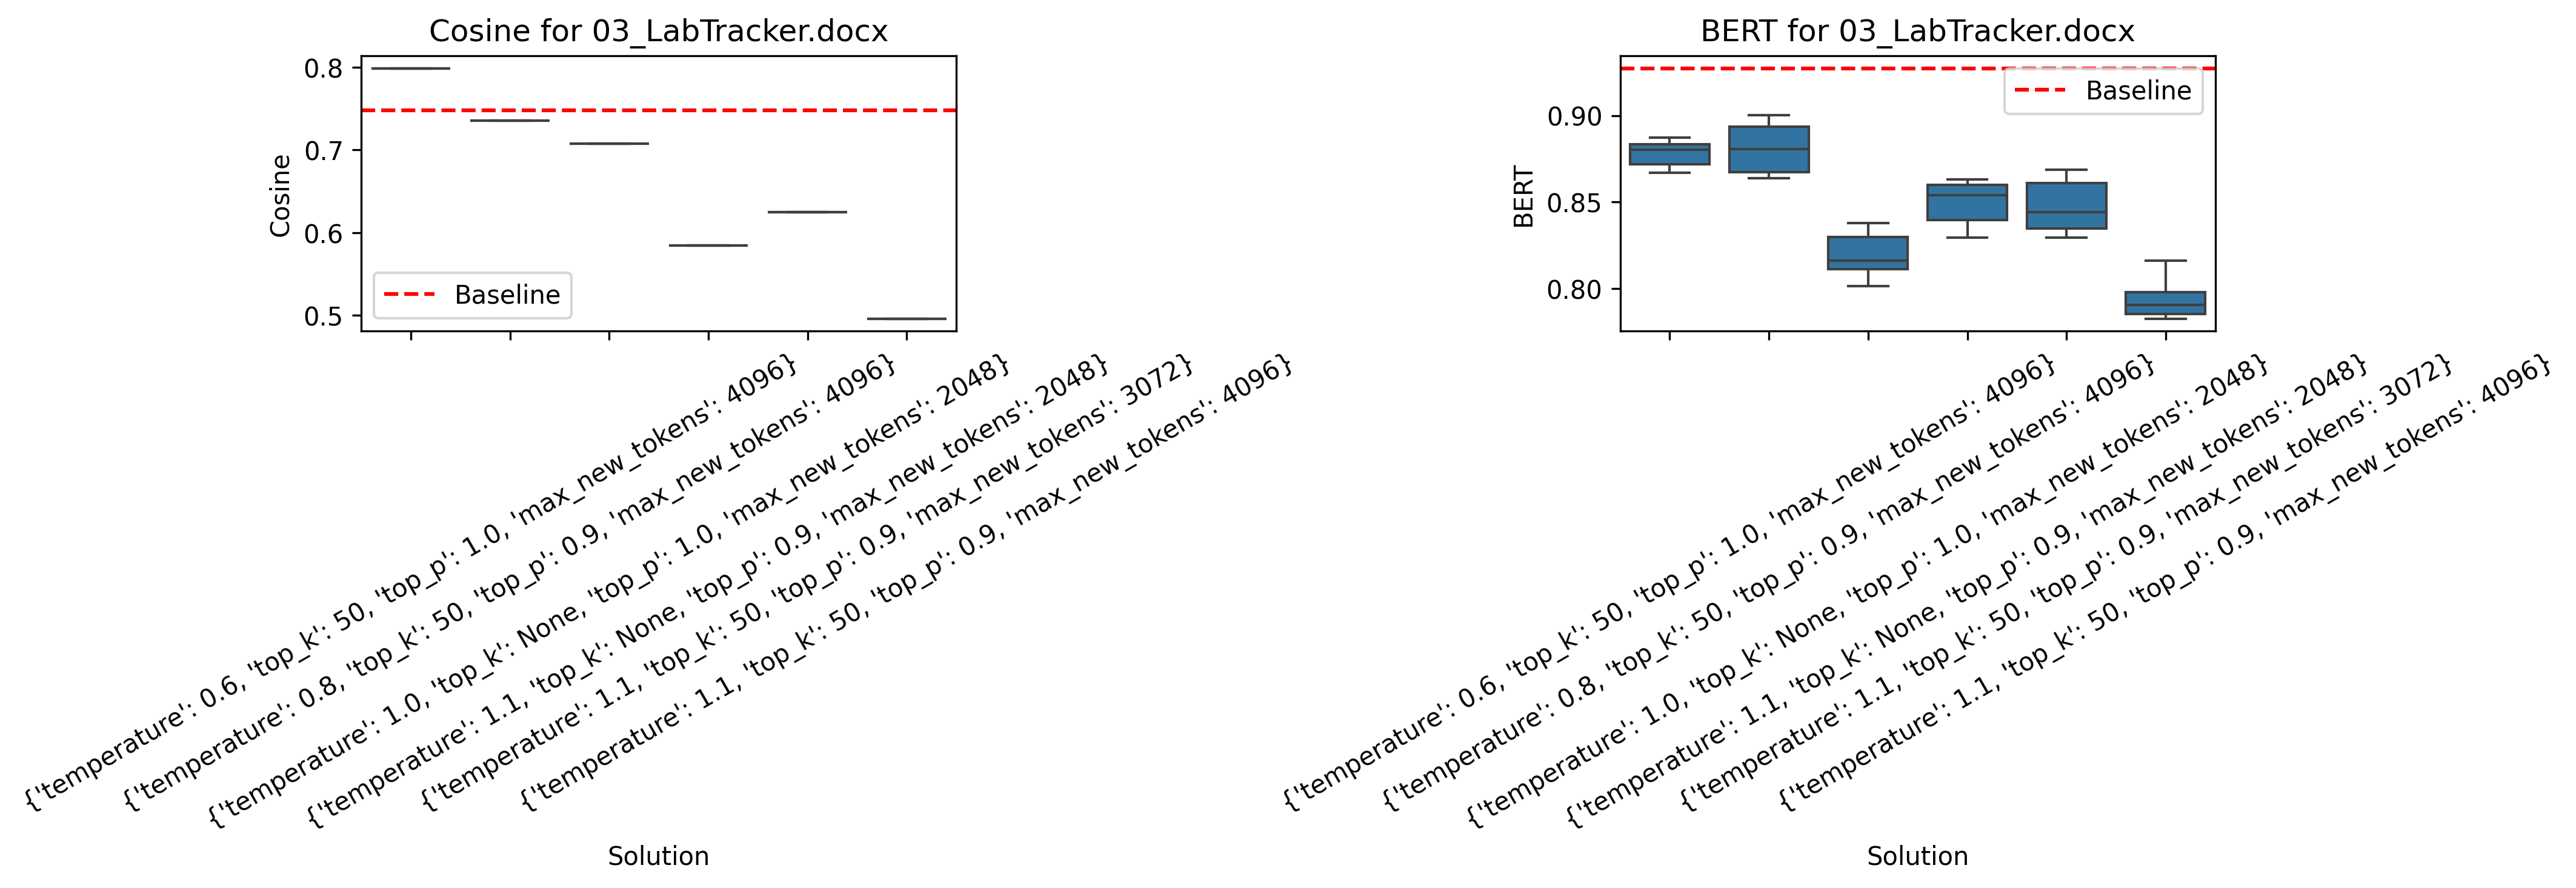 Cosine for 03_LabTracker.docx
0.8
0.7
0.6
0.5
Cosine
Baseline
{'temperature': 0.6, 'top_k': 50, 'top_p': 1.0, 'max_new_tokens': 4096}
{'temperature': 0.8, 'top_k': 50, 'top_p': 0.9, 'max_new_tokens': 4096}
{'temperature': 1.0, 'top_k': None, 'top_p': 1.0, 'max_new_tokens': 2048}
{'temperature': 1.1, 'top_k': None, 'top_p': 0.9, 'max_new_tokens': 2048}
{'temperature': 1.1, 'top_k': 50, 'top_p': 0.9, 'max_new_tokens': 3072}
{'temperature': 1.1, 'top_k': 50, 'top_p': 0.9, 'max_new_tokens': 4096}
Solution
BERT for 03_LabTracker.docx
0.90
0.85
0.80
BERT
Baseline
{'temperature': 0.6, 'top_k': 50, 'top_p': 1.0, 'max_new_tokens': 4096}
{'temperature': 0.8, 'top_k': 50, 'top_p': 0.9, 'max_new_tokens': 4096}
{'temperature': 1.0, 'top_k': None, 'top_p': 1.0, 'max_new_tokens': 2048}
{'temperature': 1.1, 'top_k': None, 'top_p': 0.9, 'max_new_tokens': 2048}
{'temperature': 1.1, 'top_k': 50, 'top_p': 0.9, 'max_new_tokens': 3072}
{'temperature': 1.1, 'top_k': 50, 'top_p': 0.9, 'max_new_tokens': 4096}
Solution